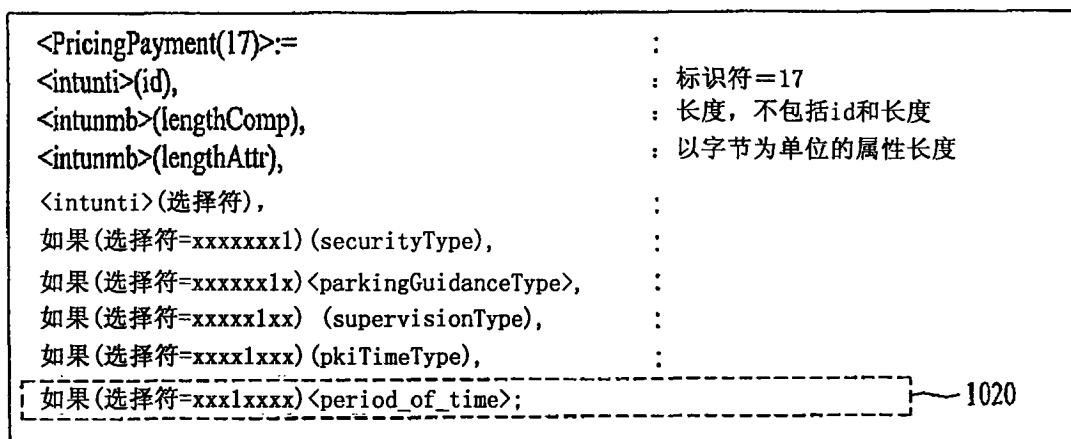 <PricingPayment(17)>:= :
<intunti>(id), : 标识符=17
<intunmb>(lengthComp), : 长度，不包括id和长度
<intunmb>(lengthAttr), : 以字节为单位的属性长度
<intunti>(选择符), :
如果(选择符=xxxxxxx1)(securityType), :
如果(选择符=xxxxxx1x)<parkingGuidanceType>, :
如果(选择符=xxxxx1xx) (supervisionType), :
如果(选择符=xxxx1xxx)(pkiTimeType), :
如果(选择符=xxx1xxxx)<period_of_time>; 1020